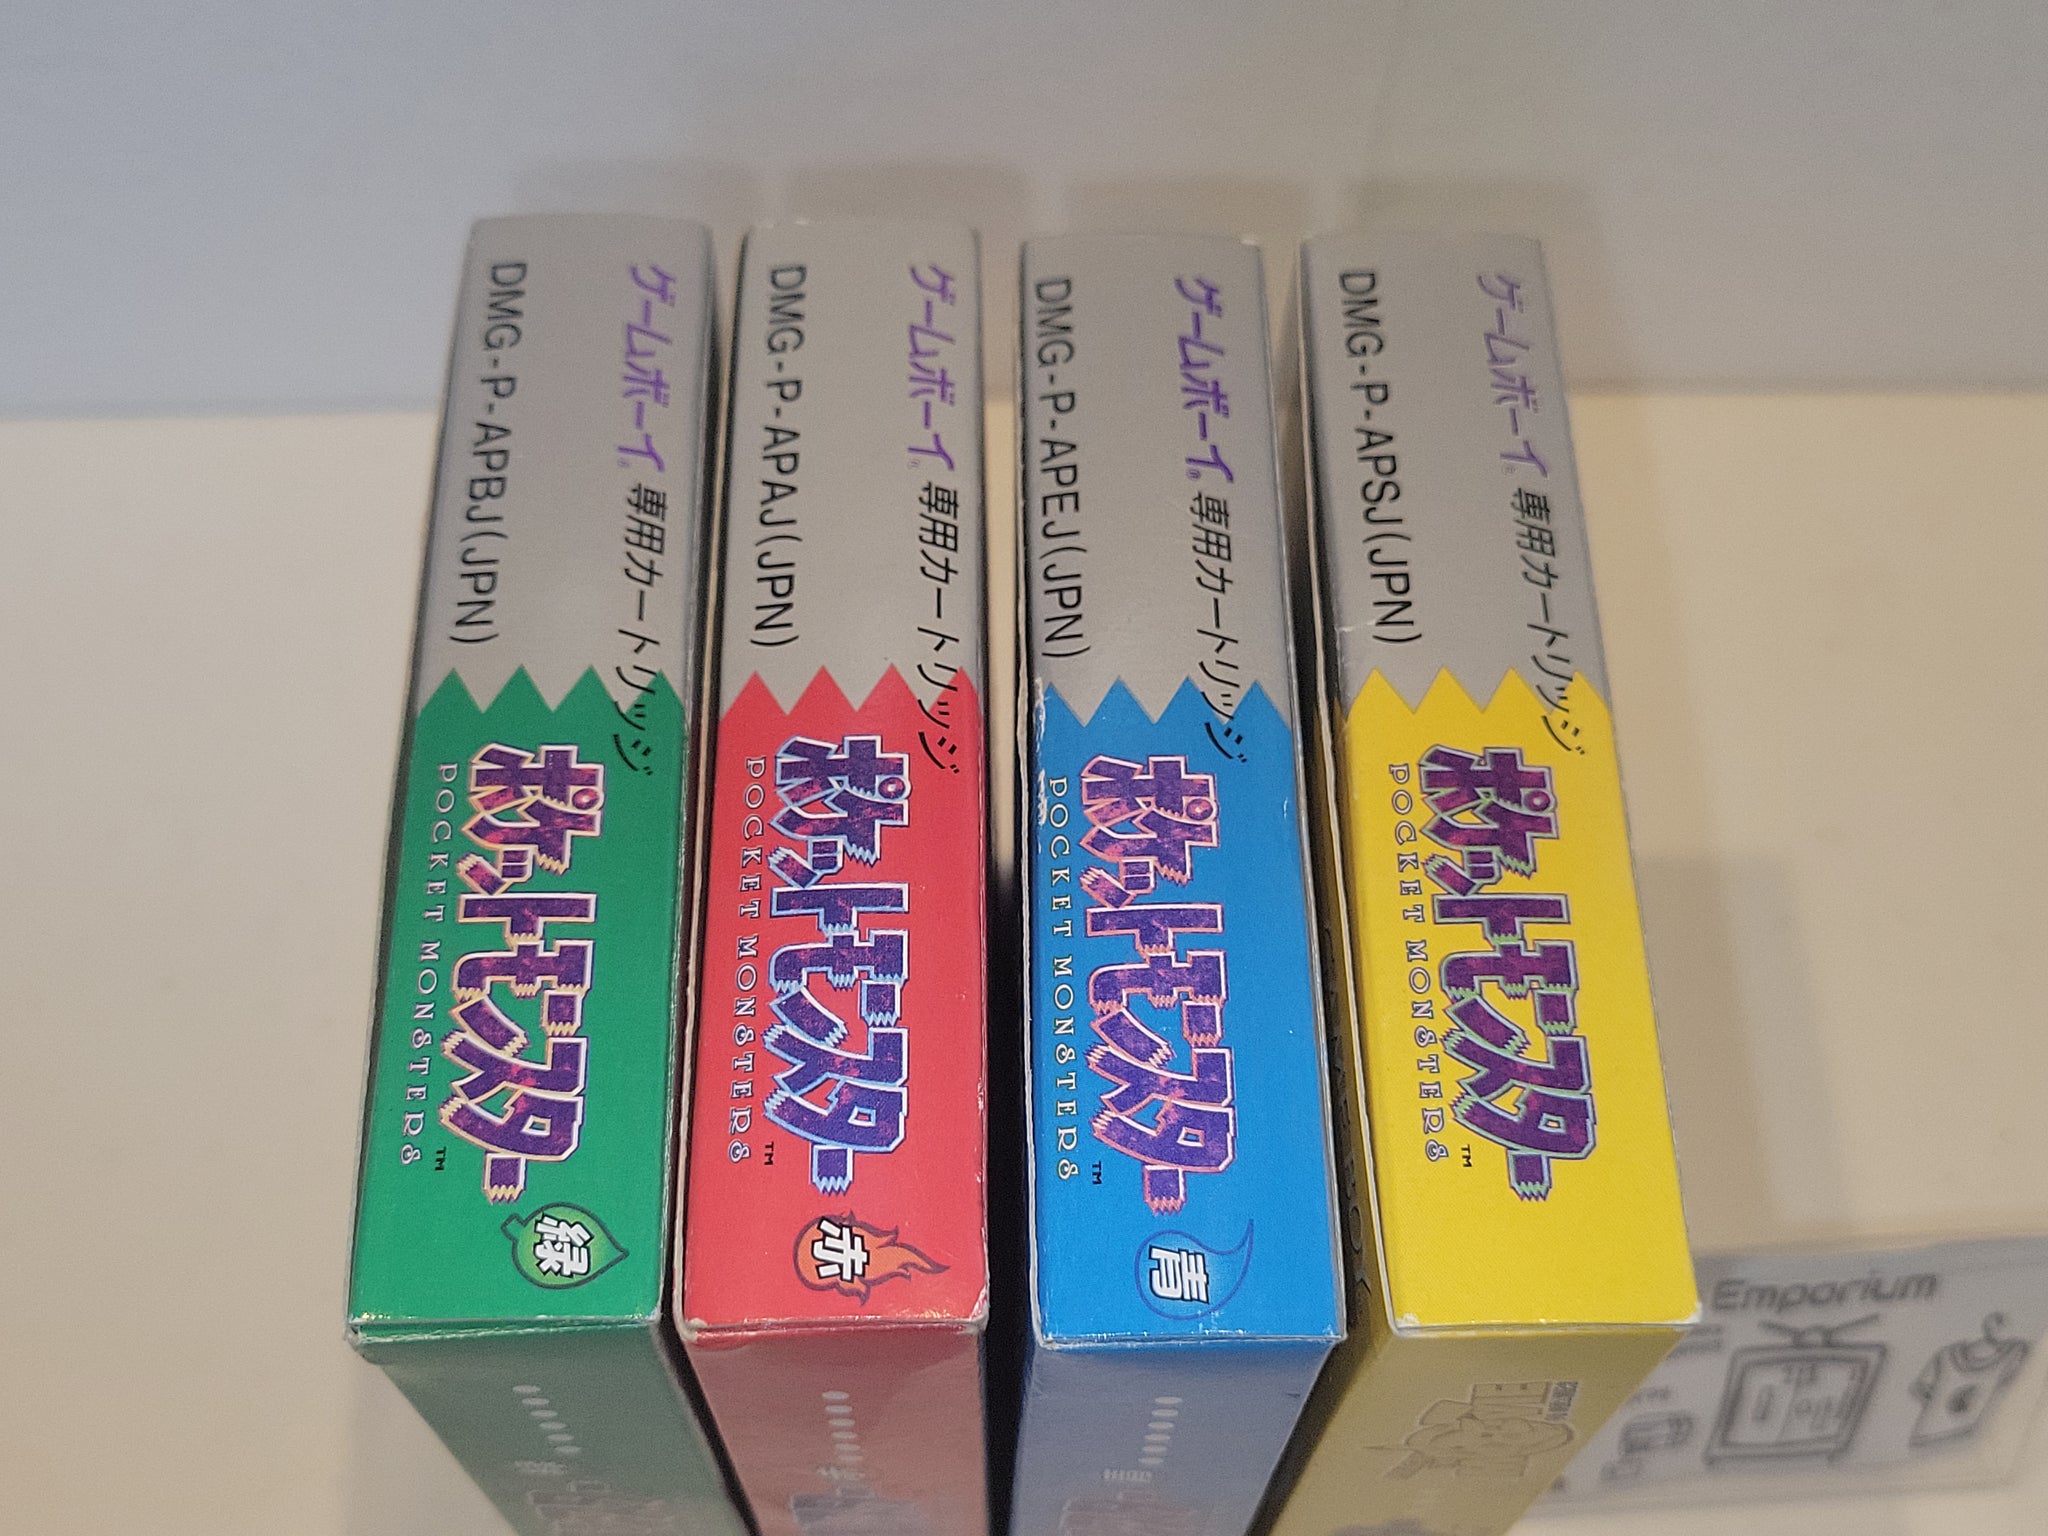 ゲームボーイ® 専用カートリッジ
DMG-P-APBJ(JPN)
ポケットモンスター
POCKET MONSTERS
TM
緑
ゲームボーイ® 専用カートリッジ
DMG-P-APAJ(JPN)
ポケットモンスター
POCKET MONSTERS
TM
赤
ゲームボーイ® 専用カートリッジ
DMG-P-APEJ(JPN)
ポケットモンスター
POCKET MONSTERS
TM
青
ゲームボーイ® 専用カートリッジ
DMG-P-APSJ(JPN)
ポケットモンスター
POCKET MONSTERS
TM
Emporium